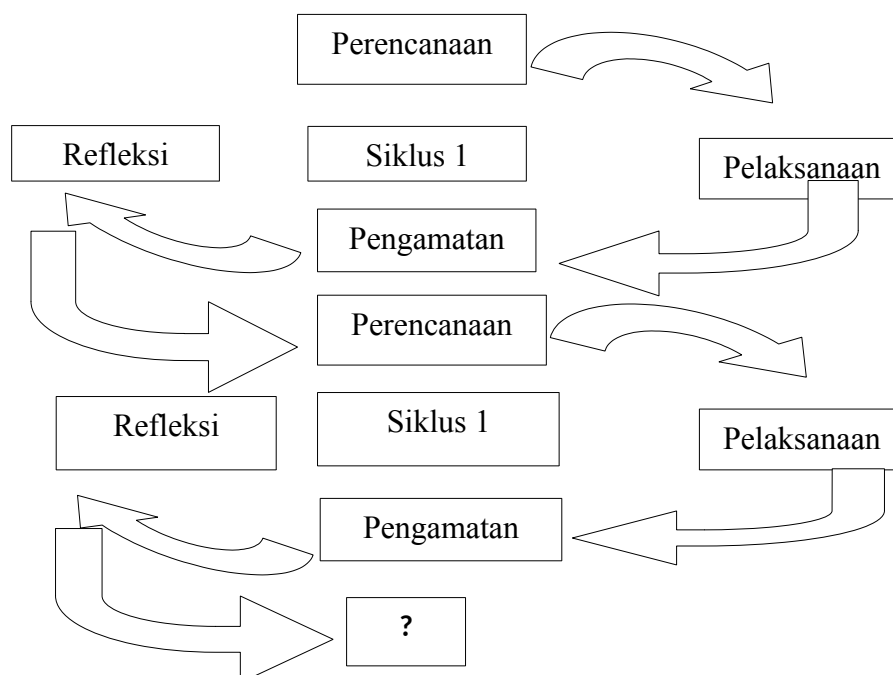 Perencanaan
Refleksi
Siklus 1
Pelaksanaan
Pengamatan
Perencanaan
Refleksi
Siklus 1
Pelaksanaan
Pengamatan
?